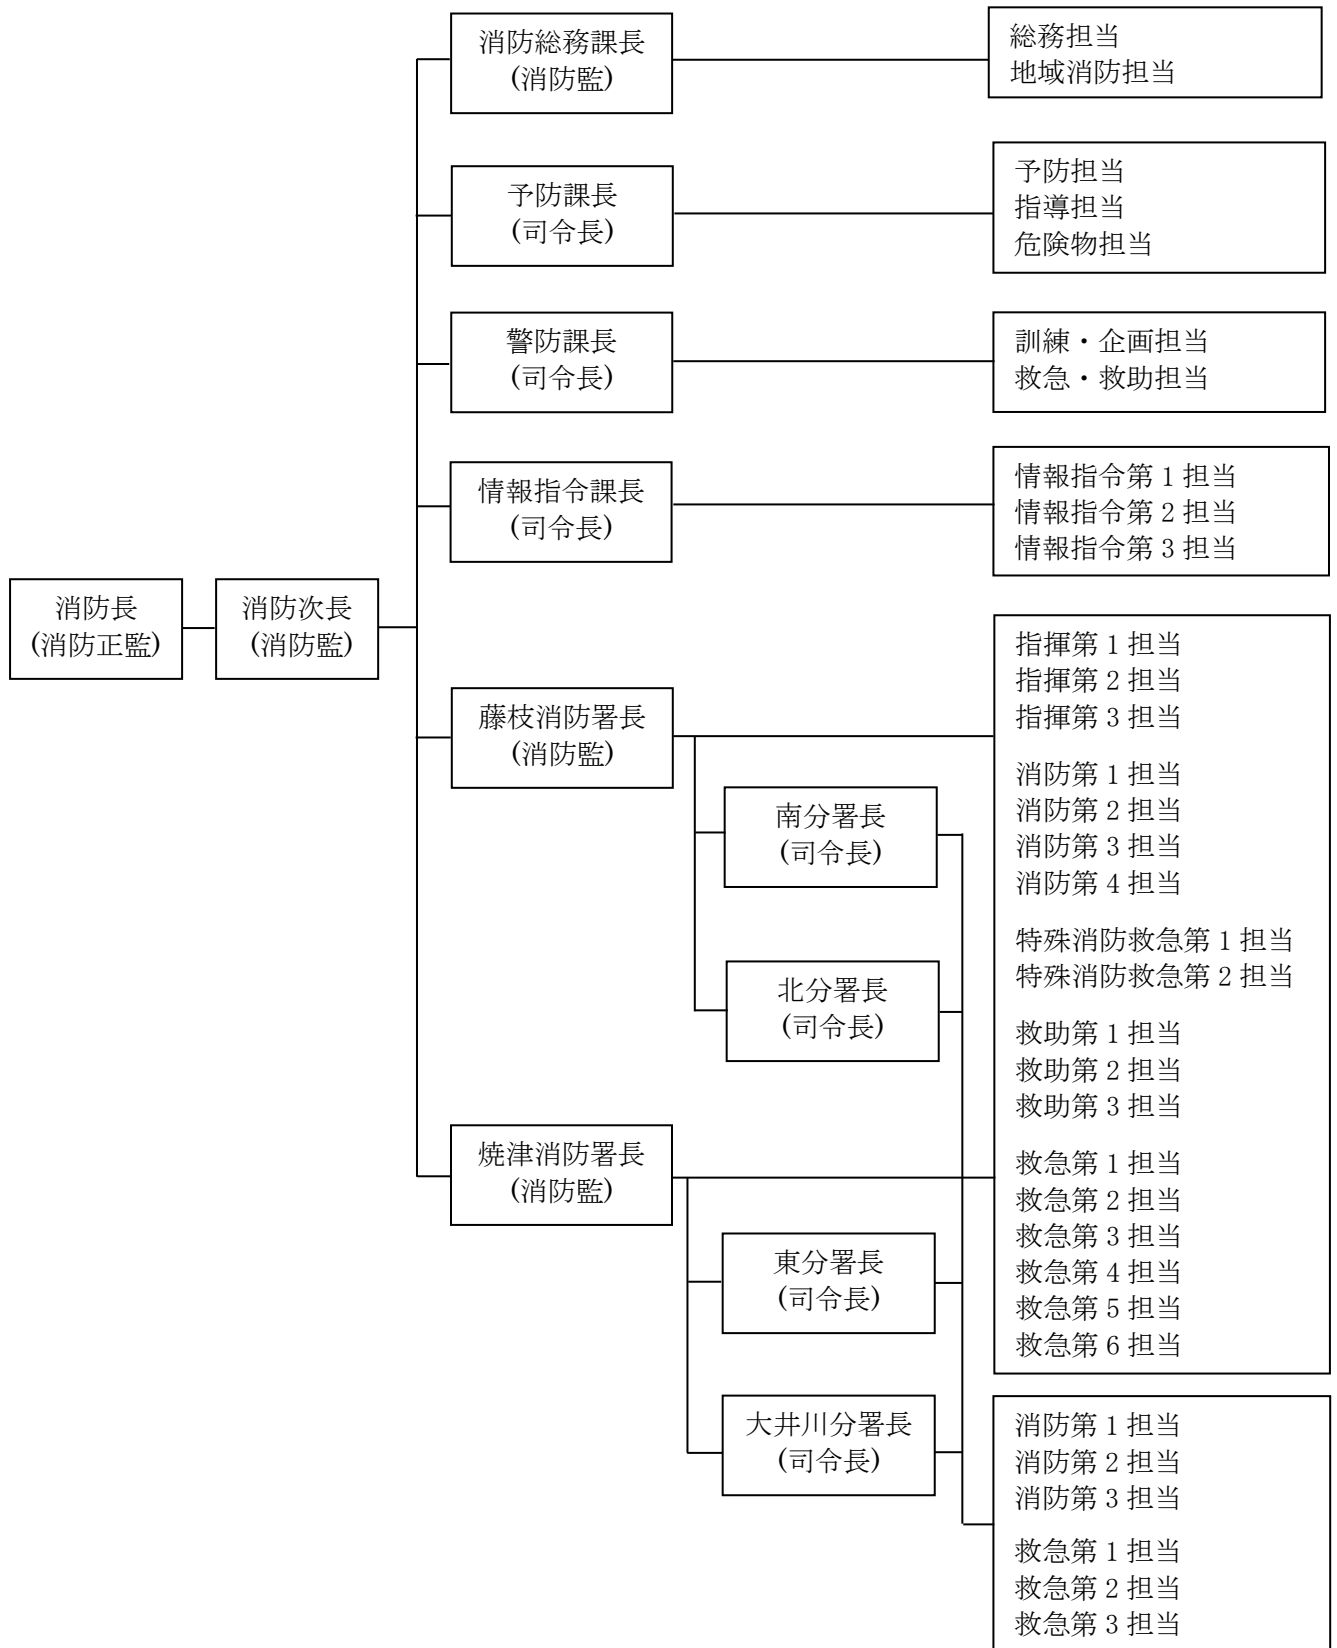 消防総務課長
(消防監)
総務担当
地域消防担当
予防課長
(司令長)
予防担当
指導担当
危険物担当
警防課長
(司令長)
訓練・企画担当
救急・救助担当
情報指令課長
(司令長)
情報指令第1担当
情報指令第2担当
情報指令第3担当
消防長
(消防正監)
消防次長
(消防監)
藤枝消防署長
(消防監)
南分署長
(司令長)
北分署長
(司令長)
指揮第1担当
指揮第2担当
指揮第3担当
消防第1担当
消防第2担当
消防第3担当
消防第4担当
特殊消防救急第1担当
特殊消防救急第2担当
救助第1担当
救助第2担当
救助第3担当
救急第1担当
救急第2担当
救急第3担当
救急第4担当
救急第5担当
救急第6担当
焼津消防署長
(消防監)
東分署長
(司令長)
大井川分署長
(司令長)
消防第1担当
消防第2担当
消防第3担当
救急第1担当
救急第2担当
救急第3担当